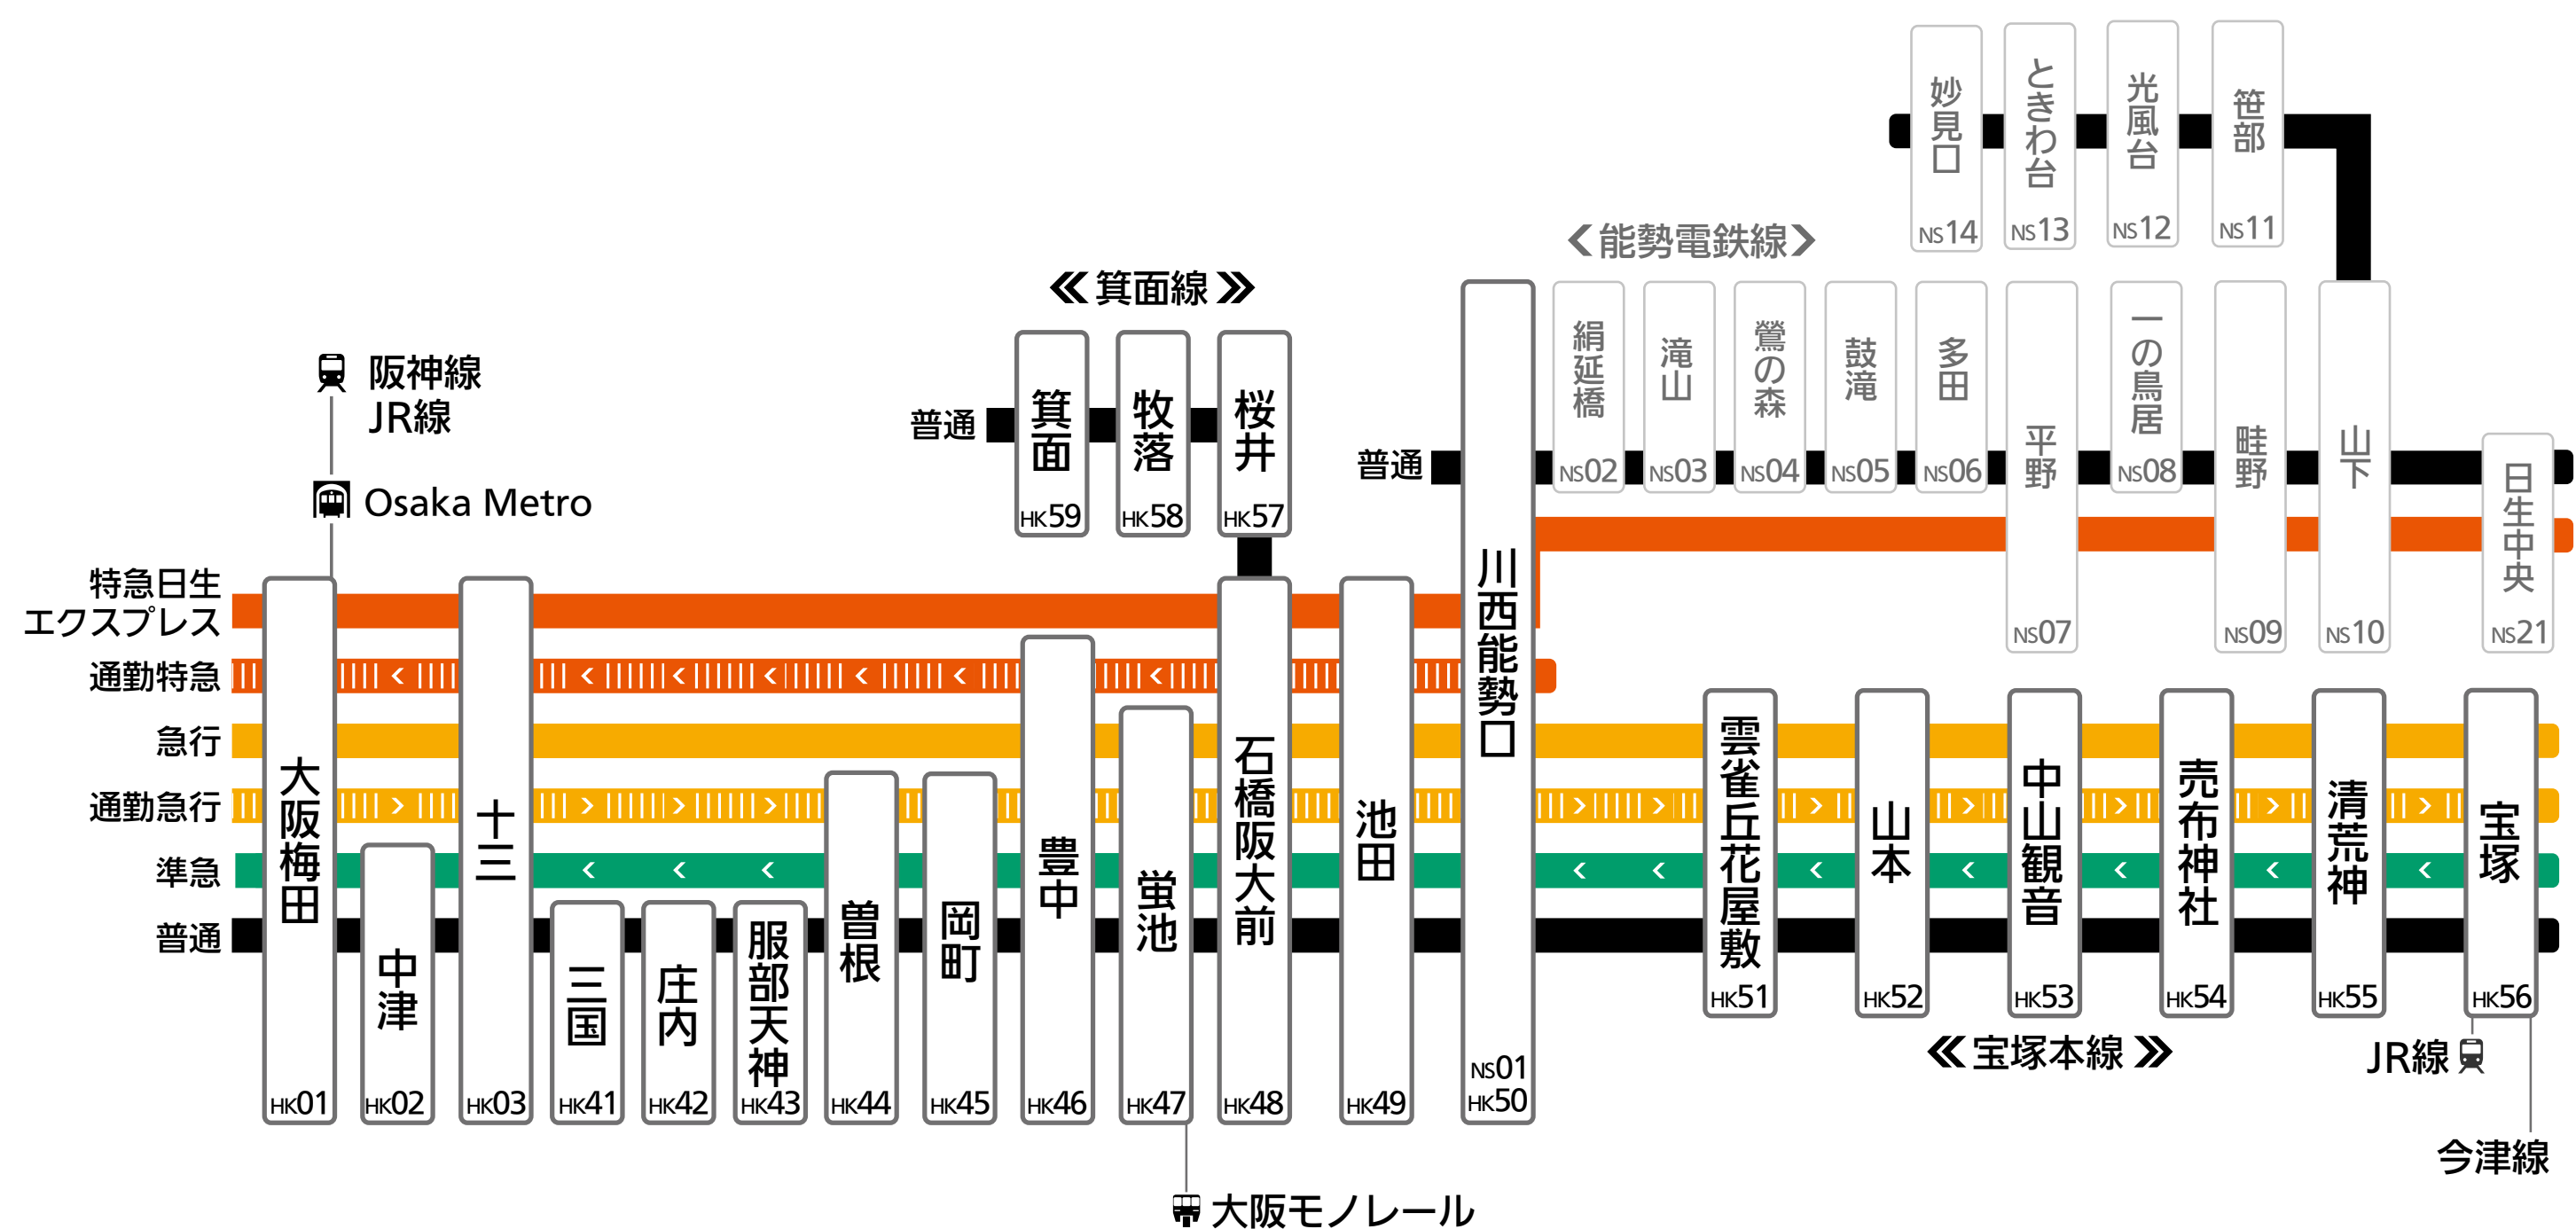 妙見口
NS14
ときわ台
NS13
光風台
NS12
笹部
NS11
能勢電鉄線
箕面線
箕面
HK59
牧落
HK58
桜井
HK57
普通
阪神線
JR線
Osaka Metro
普通
絹延橋
NS02
滝山
NS03
鶯の森
NS04
鼓滝
NS05
多田
NS06
平野
NS07
一の鳥居
NS08
畦野
NS09
山下
NS10
日生中央
NS21
特急日生
エクスプレス
通勤特急
急行
通勤急行
準急
普通
大阪梅田
HK01
中津
HK02
十三
HK03
三国
HK41
庄内
HK42
服部天神
HK43
曽根
HK44
岡町
HK45
豊中
HK46
蛍池
HK47
石橋阪大前
HK48
池田
HK49
川西能勢口
NS01
HK50
雲雀丘花屋敷
HK51
山本
HK52
中山観音
HK53
売布神社
HK54
清荒神
HK55
宝塚
HK56
宝塚本線
JR線
今津線
大阪モノレール